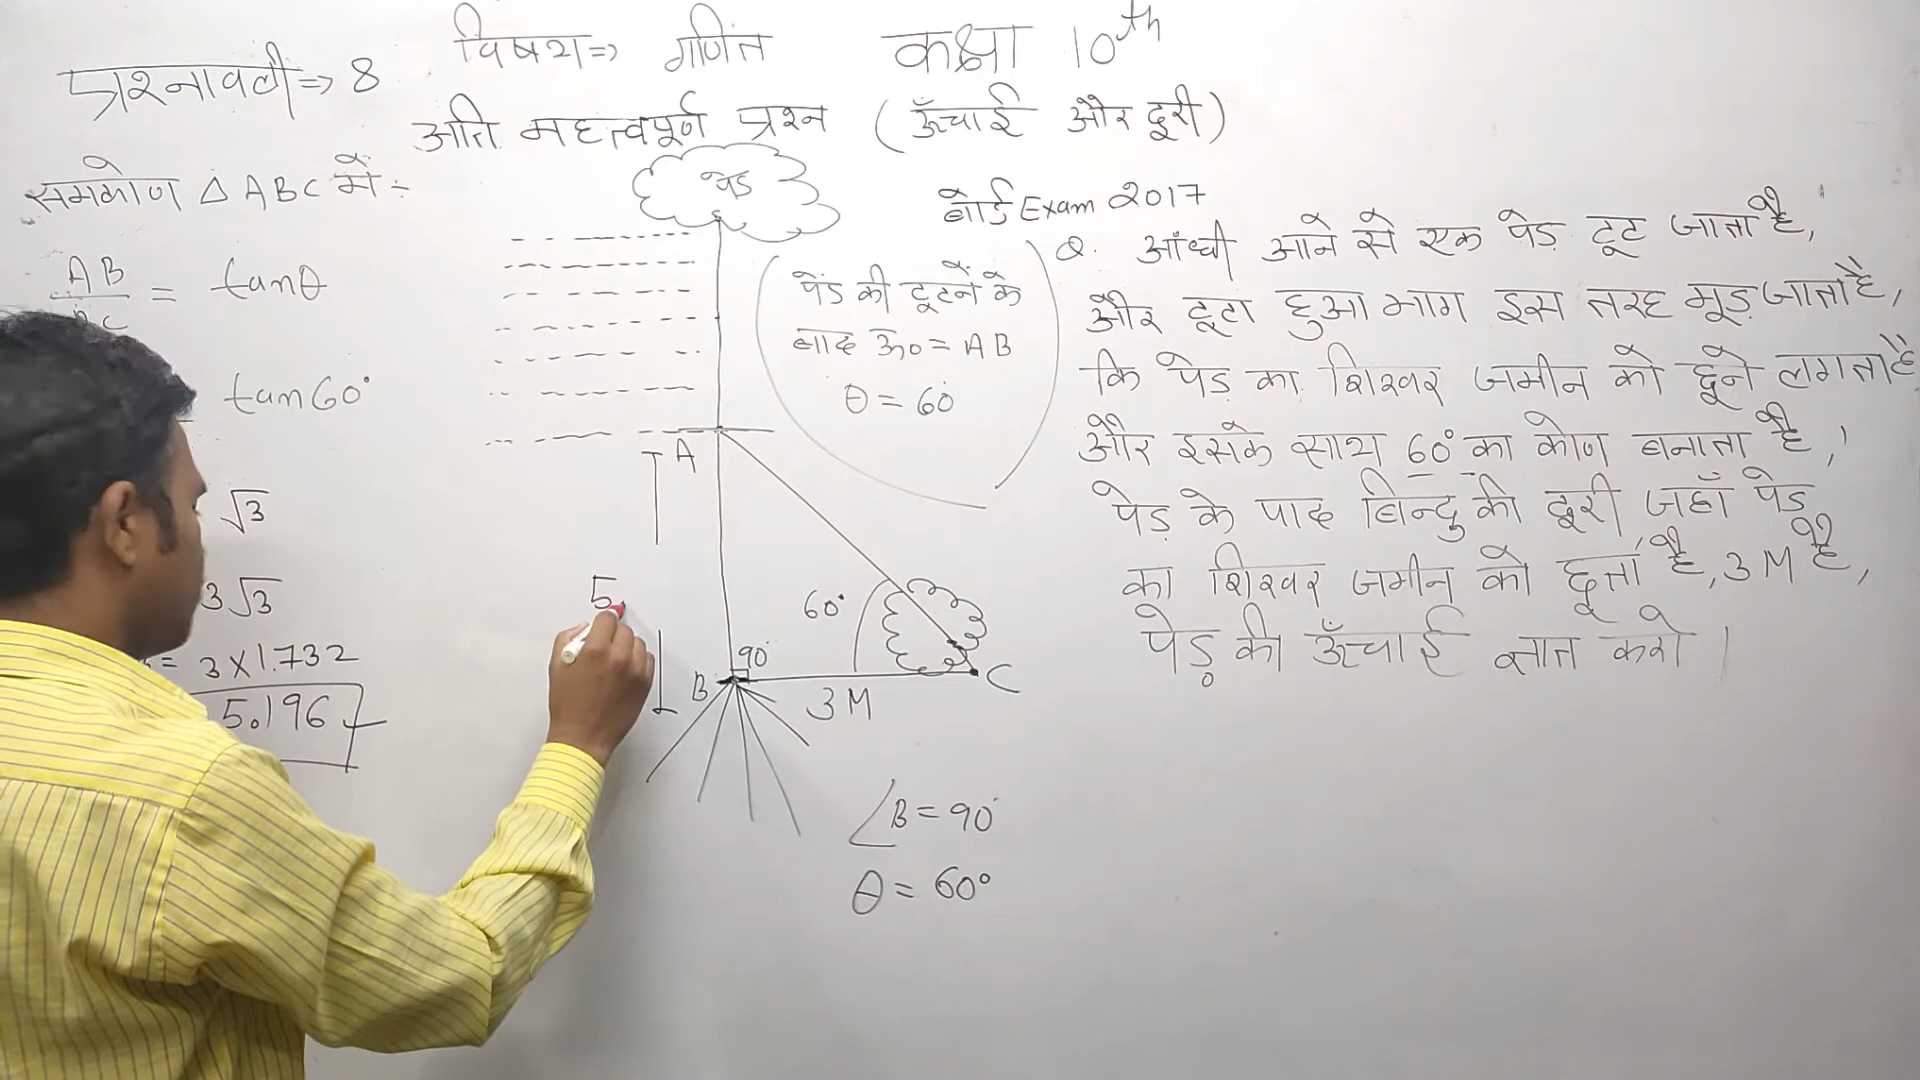 विषय⇒ गणित कक्षा 10th
प्रश्नावली⇒ 8
अति महत्वपूर्ण प्रश्न (ऊँचाई और दूरी)
समकोण △ ABC में :-
AB = tanθ
BC
tan60°
√3
3√3
= 3×1.732
5.196
पेड़
पेड़ की टूटने के
बाद ऊं० = AB
θ = 60°
A
5.
60°
90°
B
C
3 M
∠B = 90°
θ = 60°
बोर्ड Exam 2017
Q. आँधी आने से एक पेड़ टूट जाता है,
और टूटा हुआ भाग इस तरह मूड़ जाता है,
कि पेड़ का शिखर जमीन को छूने लगता है
और इसके साथ 60° का कोण बनाता है,
पेड़ के पाद बिन्दु की दूरी, जहाँ पेड़
का शिखर जमीन को छूता है, 3 M है,
पेड़ की ऊँचाई ज्ञात करो ।